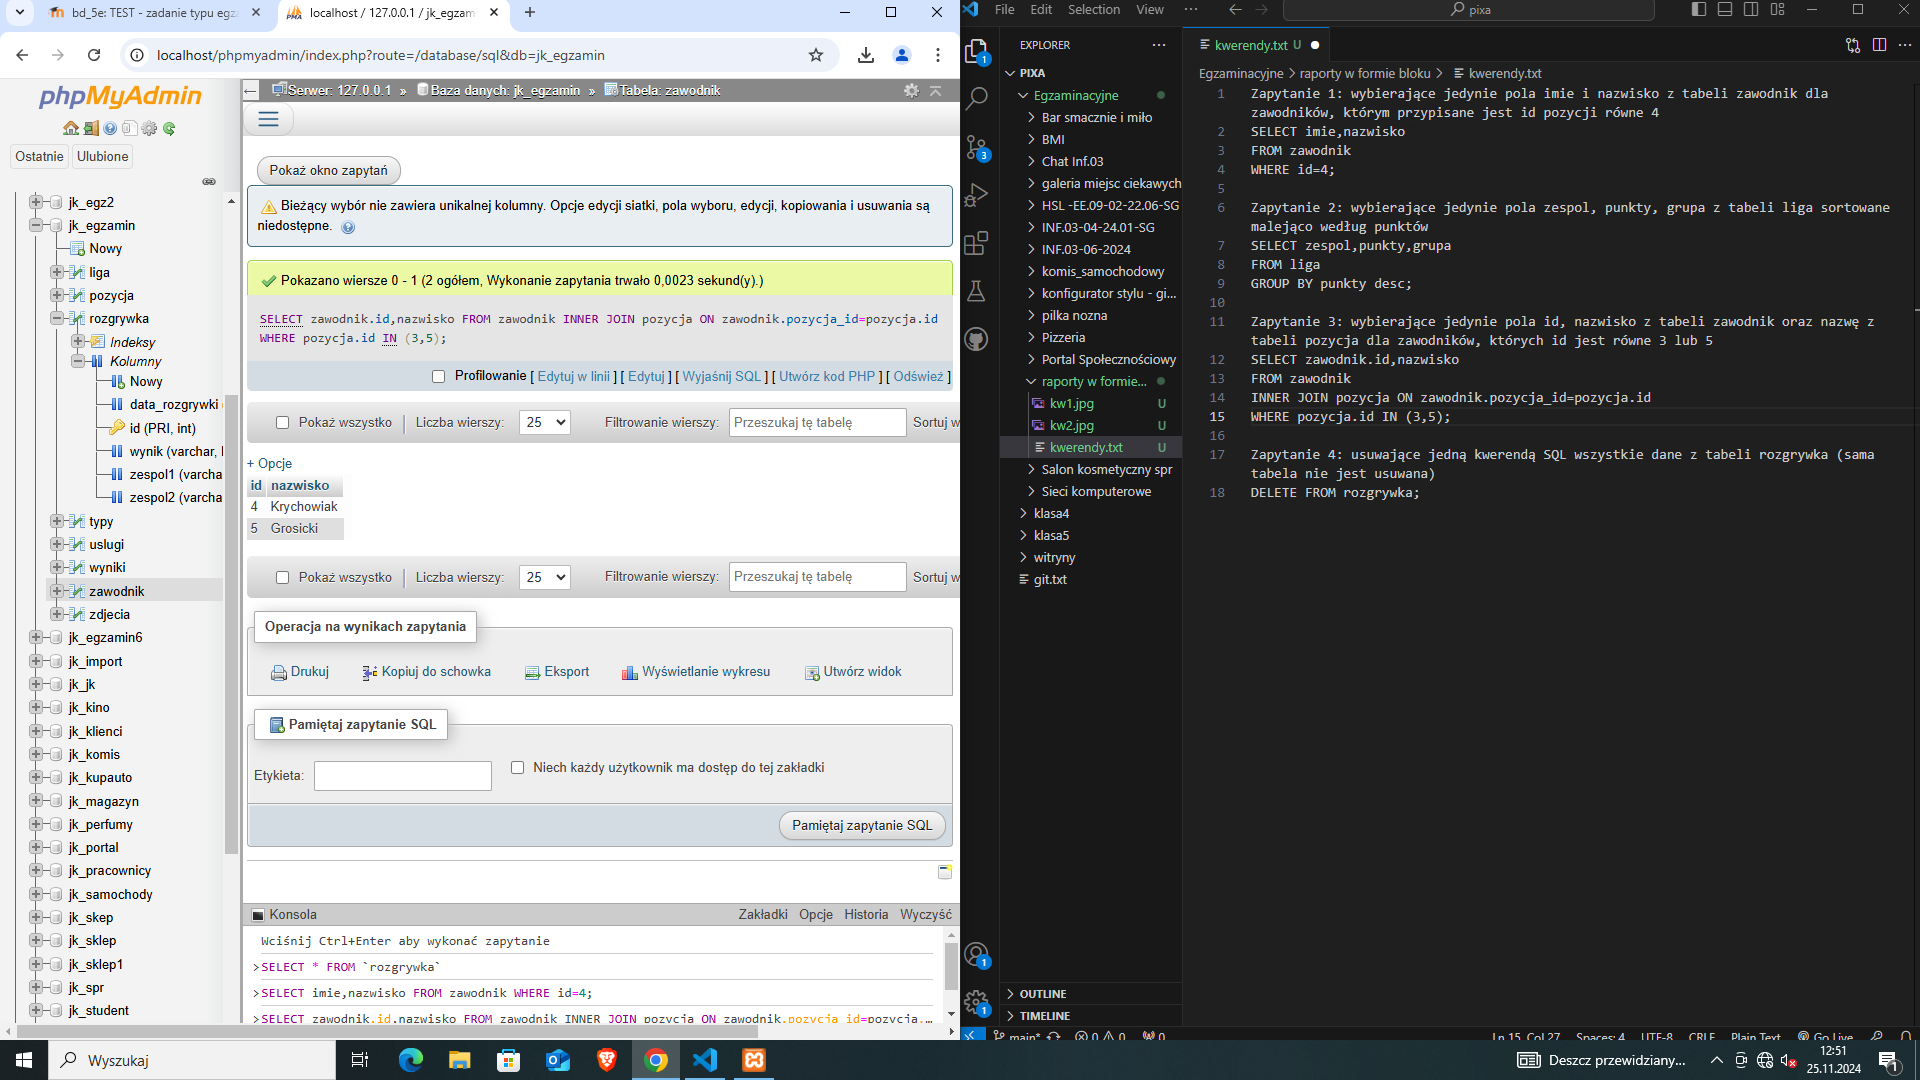 bd_5e: TEST - zadanie typu egz
localhost / 127.0.0.1 / jk_egzam
localhost/phpmyadmin/index.php?route=/database/sql&db=jk_egzamin
phpMyAdmin
Ostatnie
Ulubione
jk_egz2
jk_egzamin
Nowy
liga
pozycja
rozgrywka
Indeksy
Kolumny
Nowy
data_rozgrywki
id (PRI, int)
wynik (varchar,
zespol1 (varcha
zespol2 (varcha
typy
uslugi
wyniki
zawodnik
zdjecia
jk_egzamin6
jk_import
jk_jk
jk_kino
jk_klienci
jk_komis
jk_kupauto
jk_magazyn
jk_perfumy
jk_portal
jk_pracownicy
jk_samochody
jk_skep
jk_sklep
jk_sklep1
jk_spr
jk_student
Serwer: 127.0.0.1 » Baza danych: jk_egzamin » Tabela: zawodnik
Pokaż okno zapytań
Bieżący wybór nie zawiera unikalnej kolumny. Opcje edycji siatki, pola wyboru, edycji, kopiowania i usuwania są
niedostępne.
Pokazano wiersze 0 - 1 (2 ogółem, Wykonanie zapytania trwało 0,0023 sekund(y).)
SELECT zawodnik.id,nazwisko FROM zawodnik INNER JOIN pozycja ON zawodnik.pozycja_id=pozycja.id
WHERE pozycja.id IN (3,5);
Profilowanie [ Edytuj w linii ] [ Edytuj ] [ Wyjaśnij SQL ] [ Utwórz kod PHP ] [ Odśwież ]
Pokaż wszystko | Liczba wierszy: 25 Filtrowanie wierszy: Przeszukaj tę tabelę Sortuj w
+ Opcje
id nazwisko
4 Krychowiak
5 Grosicki
Pokaż wszystko | Liczba wierszy: 25 Filtrowanie wierszy: Przeszukaj tę tabelę Sortuj w
Operacja na wynikach zapytania
Drukuj Kopiuj do schowka Eksport Wyświetlanie wykresu Utwórz widok
Pamiętaj zapytanie SQL
Etykieta: Niech każdy użytkownik ma dostęp do tej zakładki
Pamiętaj zapytanie SQL
Konsola Zakładki Opcje Historia Wyczyść
Wciśnij Ctrl+Enter aby wykonać zapytanie
>SELECT * FROM `rozgrywka`
>SELECT imie,nazwisko FROM zawodnik WHERE id=4;
>SELECT zawodnik.id,nazwisko FROM zawodnik INNER JOIN pozycja ON zawodnik.pozycja_id=pozycja....
File Edit Selection View ... pixa
EXPLORER ...
PIXA
Egzaminacyjne
Bar smacznie i miło
BMI
Chat Inf.03
galeria miejsc ciekawych
HSL -EE.09-02-22.06-SG
INF.03-04-24.01-SG
INF.03-06-2024
komis_samochodowy
konfigurator stylu - gi...
pilka nozna
Pizzeria
Portal Społecznościowy
raporty w formie...
kw1.jpg U
kw2.jpg U
kwerendy.txt U
Salon kosmetyczny spr
Sieci komputerowe
klasa4
klasa5
witryny
git.txt
OUTLINE
TIMELINE
1
3
1
1
kwerendy.txt U
Egzaminacyjne > raporty w formie bloku > kwerendy.txt
1 Zapytanie 1: wybierające jedynie pola imie i nazwisko z tabeli zawodnik dla
zawodników, którym przypisane jest id pozycji równe 4
2 SELECT imie,nazwisko
3 FROM zawodnik
4 WHERE id=4;
5
6 Zapytanie 2: wybierające jedynie pola zespol, punkty, grupa z tabeli liga sortowane
malejąco według punktów
7 SELECT zespol,punkty,grupa
8 FROM liga
9 GROUP BY punkty desc;
10
11 Zapytanie 3: wybierające jedynie pola id, nazwisko z tabeli zawodnik oraz nazwę z
tabeli pozycja dla zawodników, których id jest równe 3 lub 5
12 SELECT zawodnik.id,nazwisko
13 FROM zawodnik
14 INNER JOIN pozycja ON zawodnik.pozycja_id=pozycja.id
15 WHERE pozycja.id IN (3,5);
16
17 Zapytanie 4: usuwające jedną kwerendą SQL wszystkie dane z tabeli rozgrywka (sama
tabela nie jest usuwana)
18 DELETE FROM rozgrywka;
main* 0 0 0 Ln 15, Col 27 Spaces: 4 UTF-8 CRLF Plain Text Go Live
Wyszukaj
Deszcz przewidziany...
12:51
25.11.2024
1